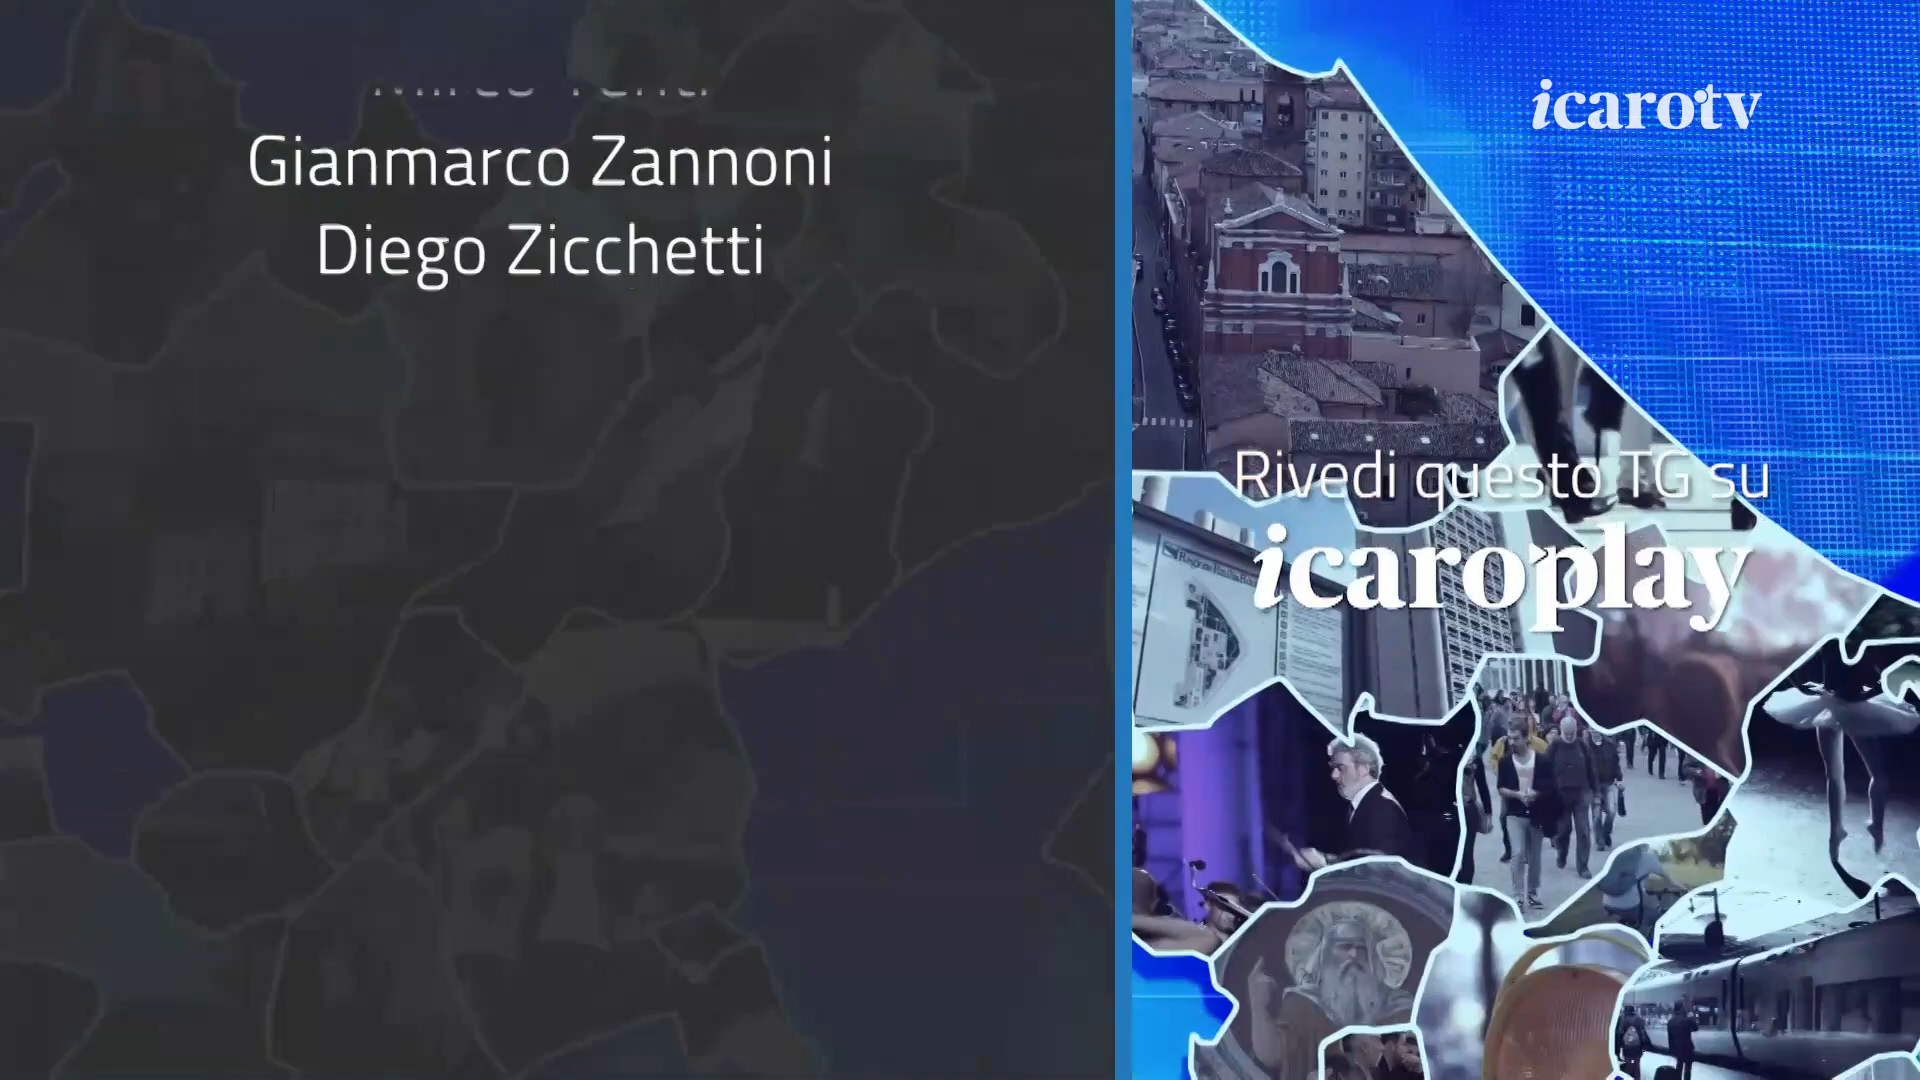 Gianmarco Zannoni
Diego Zicchetti
icarotv
Rivedi questo TG su
icaroplay